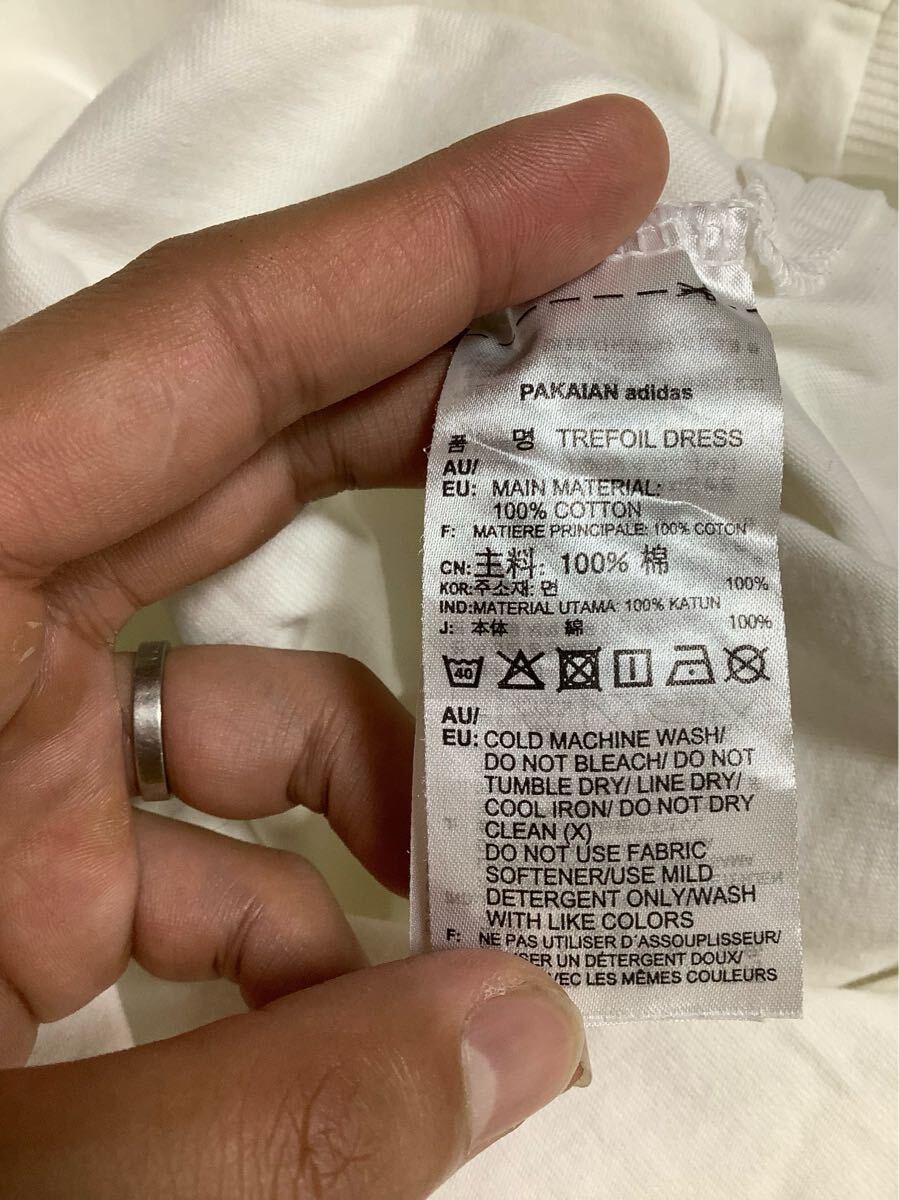 PAKAIAN adidas
품 명 TREFOIL DRESS
AU/
EU: MAIN MATERIAL:
100% COTTON
F: MATIERE PRINCIPALE: 100% COTON
CN: 主料: 100% 棉
KOR: 주소재: 면 100%
IND: MATERIAL UTAMA: 100% KATUN
J: 本体 綿 100%
40
AU/
EU: COLD MACHINE WASH/
DO NOT BLEACH/ DO NOT
TUMBLE DRY/ LINE DRY/
COOL IRON/ DO NOT DRY
CLEAN (X)
DO NOT USE FABRIC
SOFTENER/USE MILD
DETERGENT ONLY/WASH
WITH LIKE COLORS
F: NE PAS UTILISER D'ASSOUPLISSEUR/
UN DÉTERGENT DOUX/
LES MÊMES COULEURS